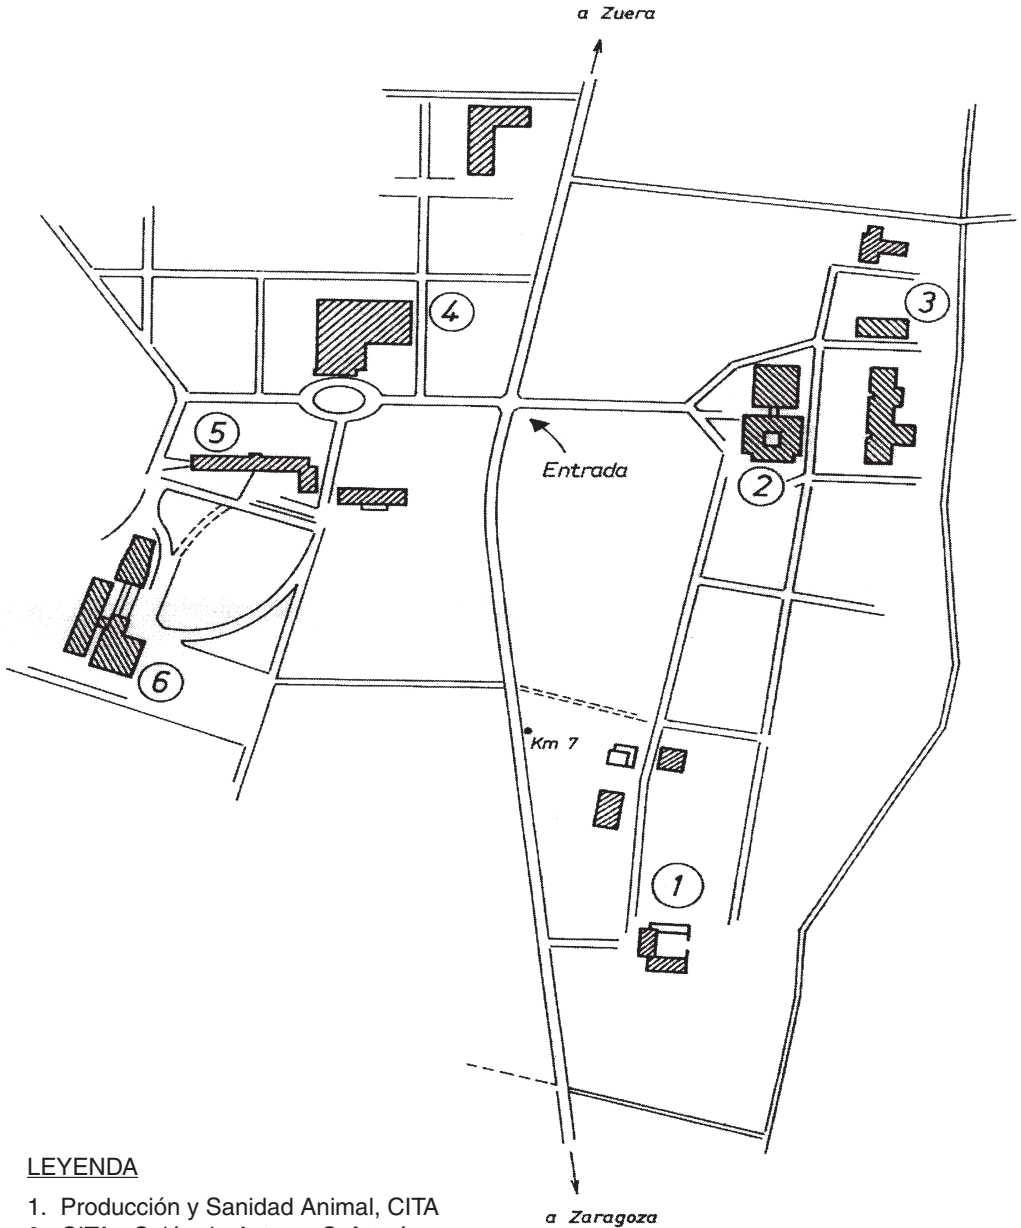 a Zuera
3
4
5
Entrada
2
6
Km 7
1
LEYENDA
1. Producción y Sanidad Animal, CITA
a Zaragoza